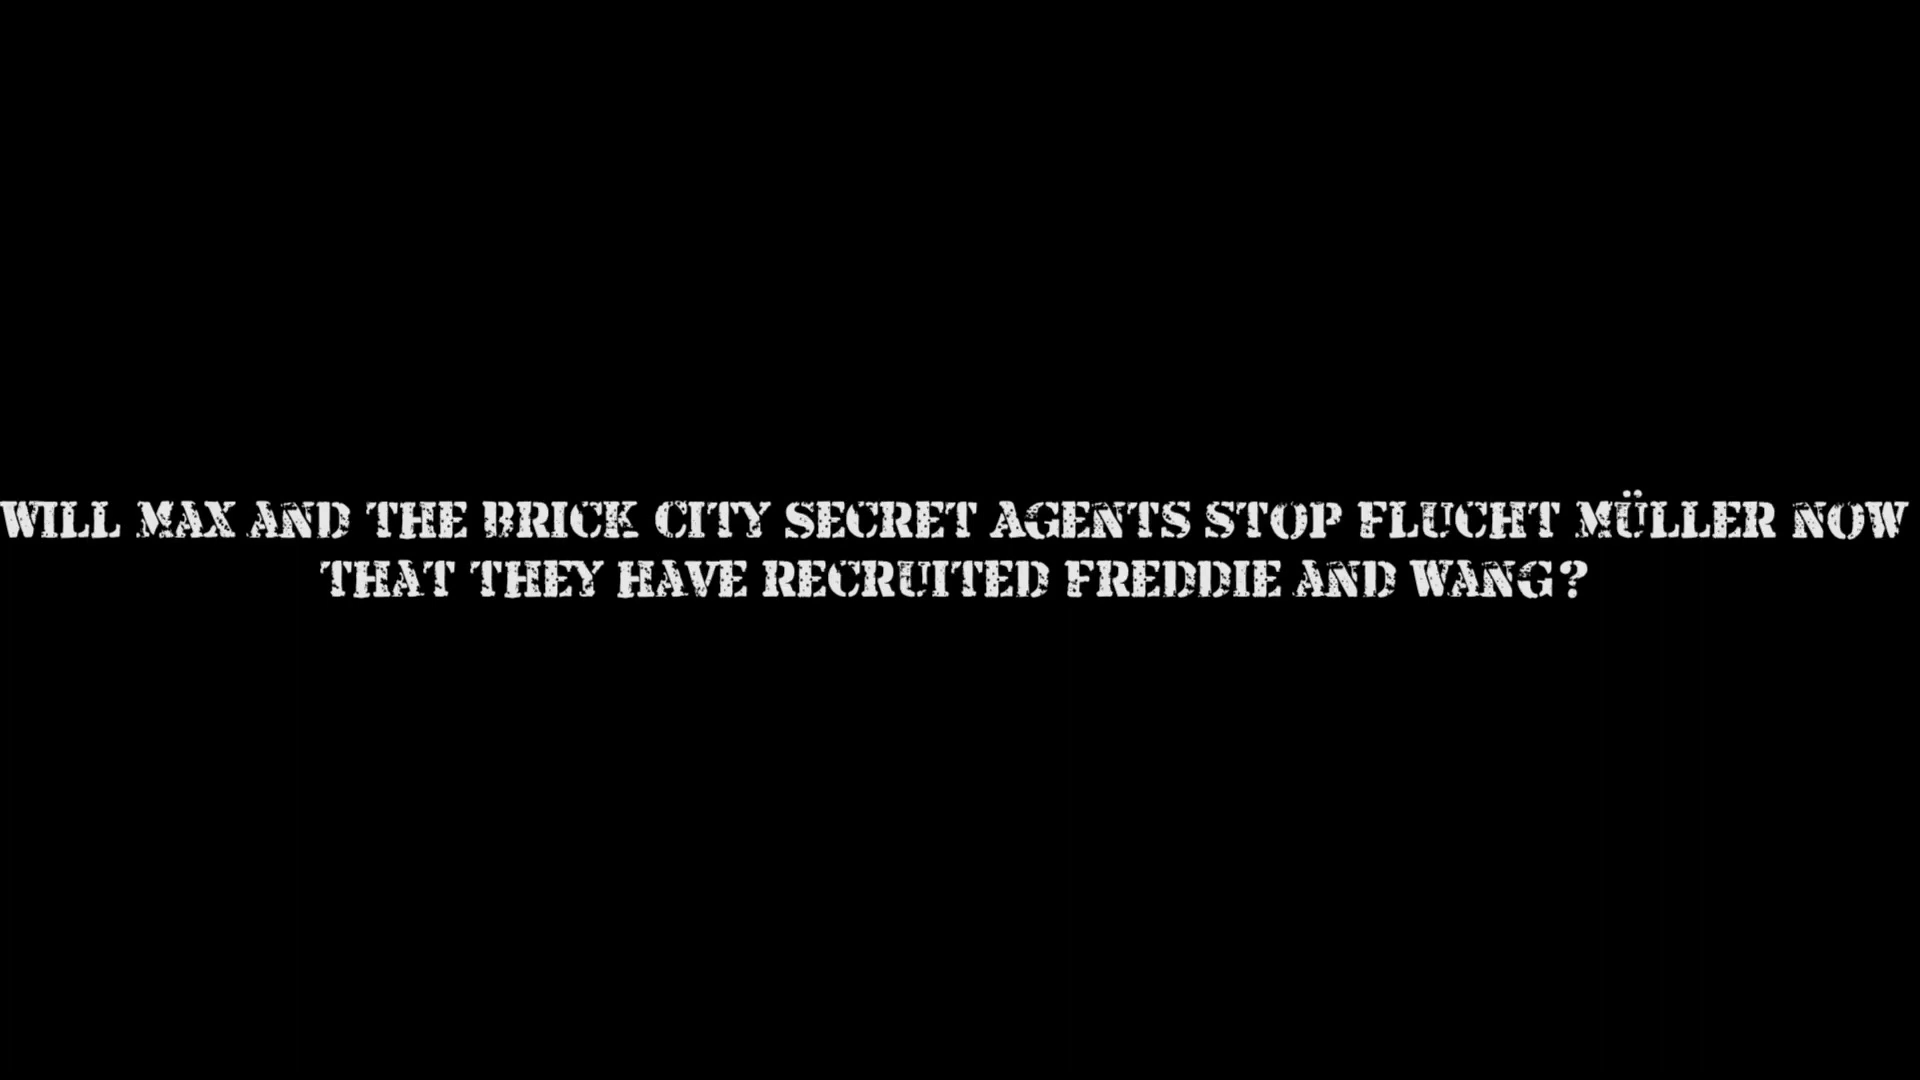 WILL MAX AND THE BRICK CITY SECRET AGENTS STOP FLUCHT MÜLLER NOW
THAT THEY HAVE RECRUITED FREDDIE AND WANG?